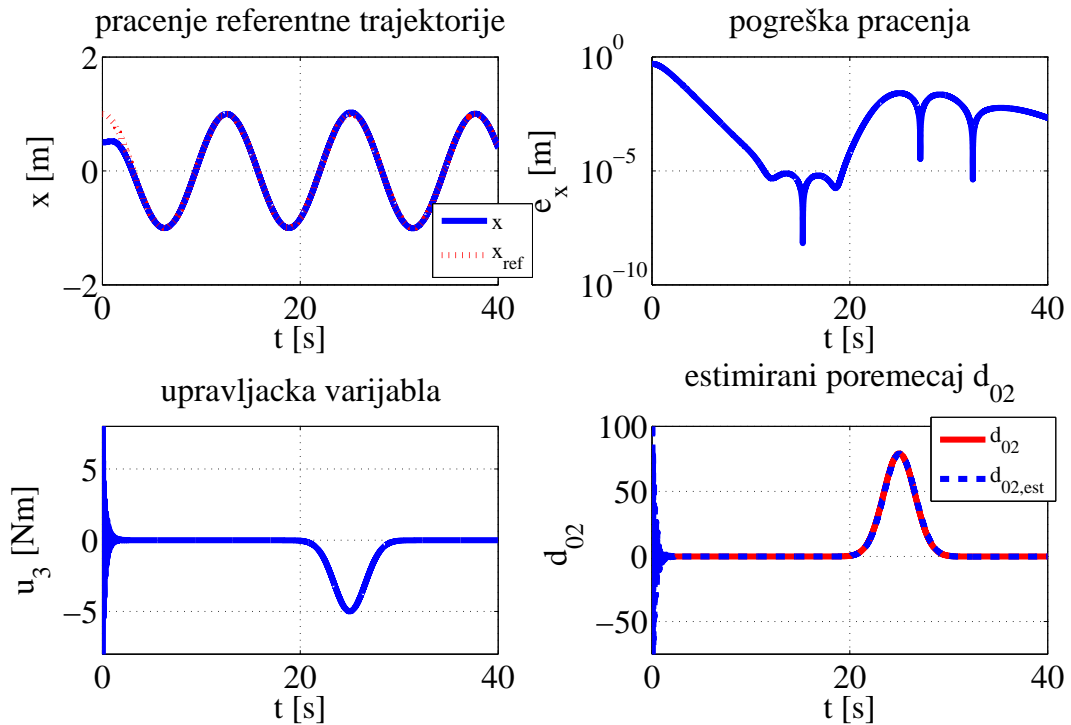 pracenje referentne trajektorije
2
0
−2
x [m]
0
20
40
t [s]
x
x_ref
pogreška pracenja
10^0
10^−5
10^−10
e_x [m]
0
20
40
t [s]
upravljacka varijabla
5
0
−5
u_3 [Nm]
0
20
40
t [s]
estimirani poremecaj d_02
100
50
0
−50
d_02
0
20
40
t [s]
d_02
d_02,est